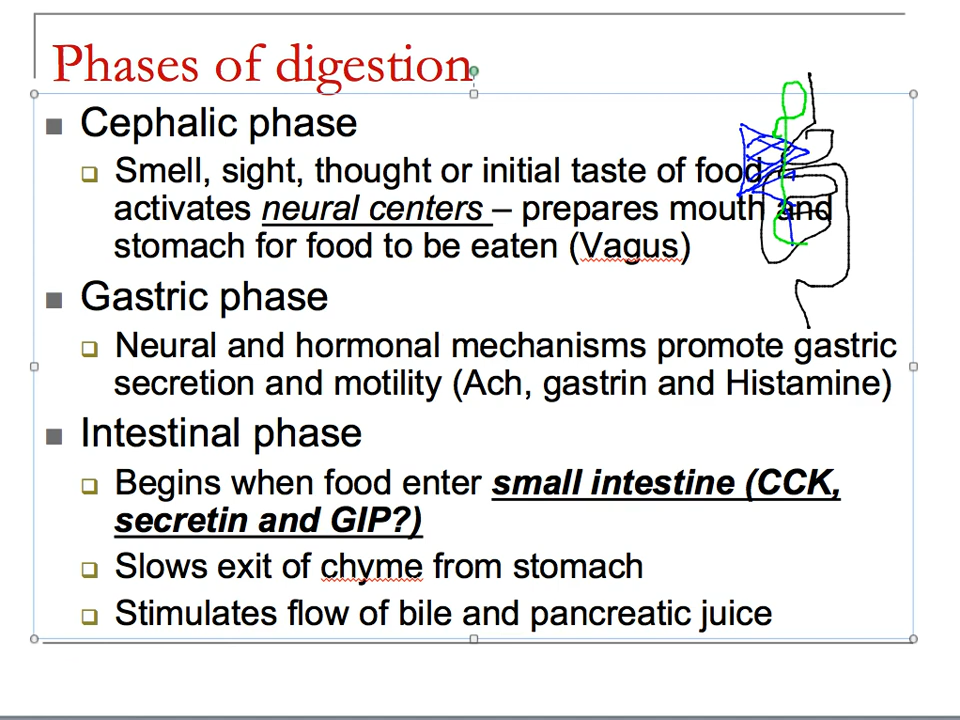 Phases of digestion
Cephalic phase
Smell, sight, thought or initial taste of food
activates neural centers – prepares mouth and
stomach for food to be eaten (Vagus)
Gastric phase
Neural and hormonal mechanisms promote gastric
secretion and motility (Ach, gastrin and Histamine)
Intestinal phase
Begins when food enter small intestine (CCK,
secretin and GIP?)
Slows exit of chyme from stomach
Stimulates flow of bile and pancreatic juice